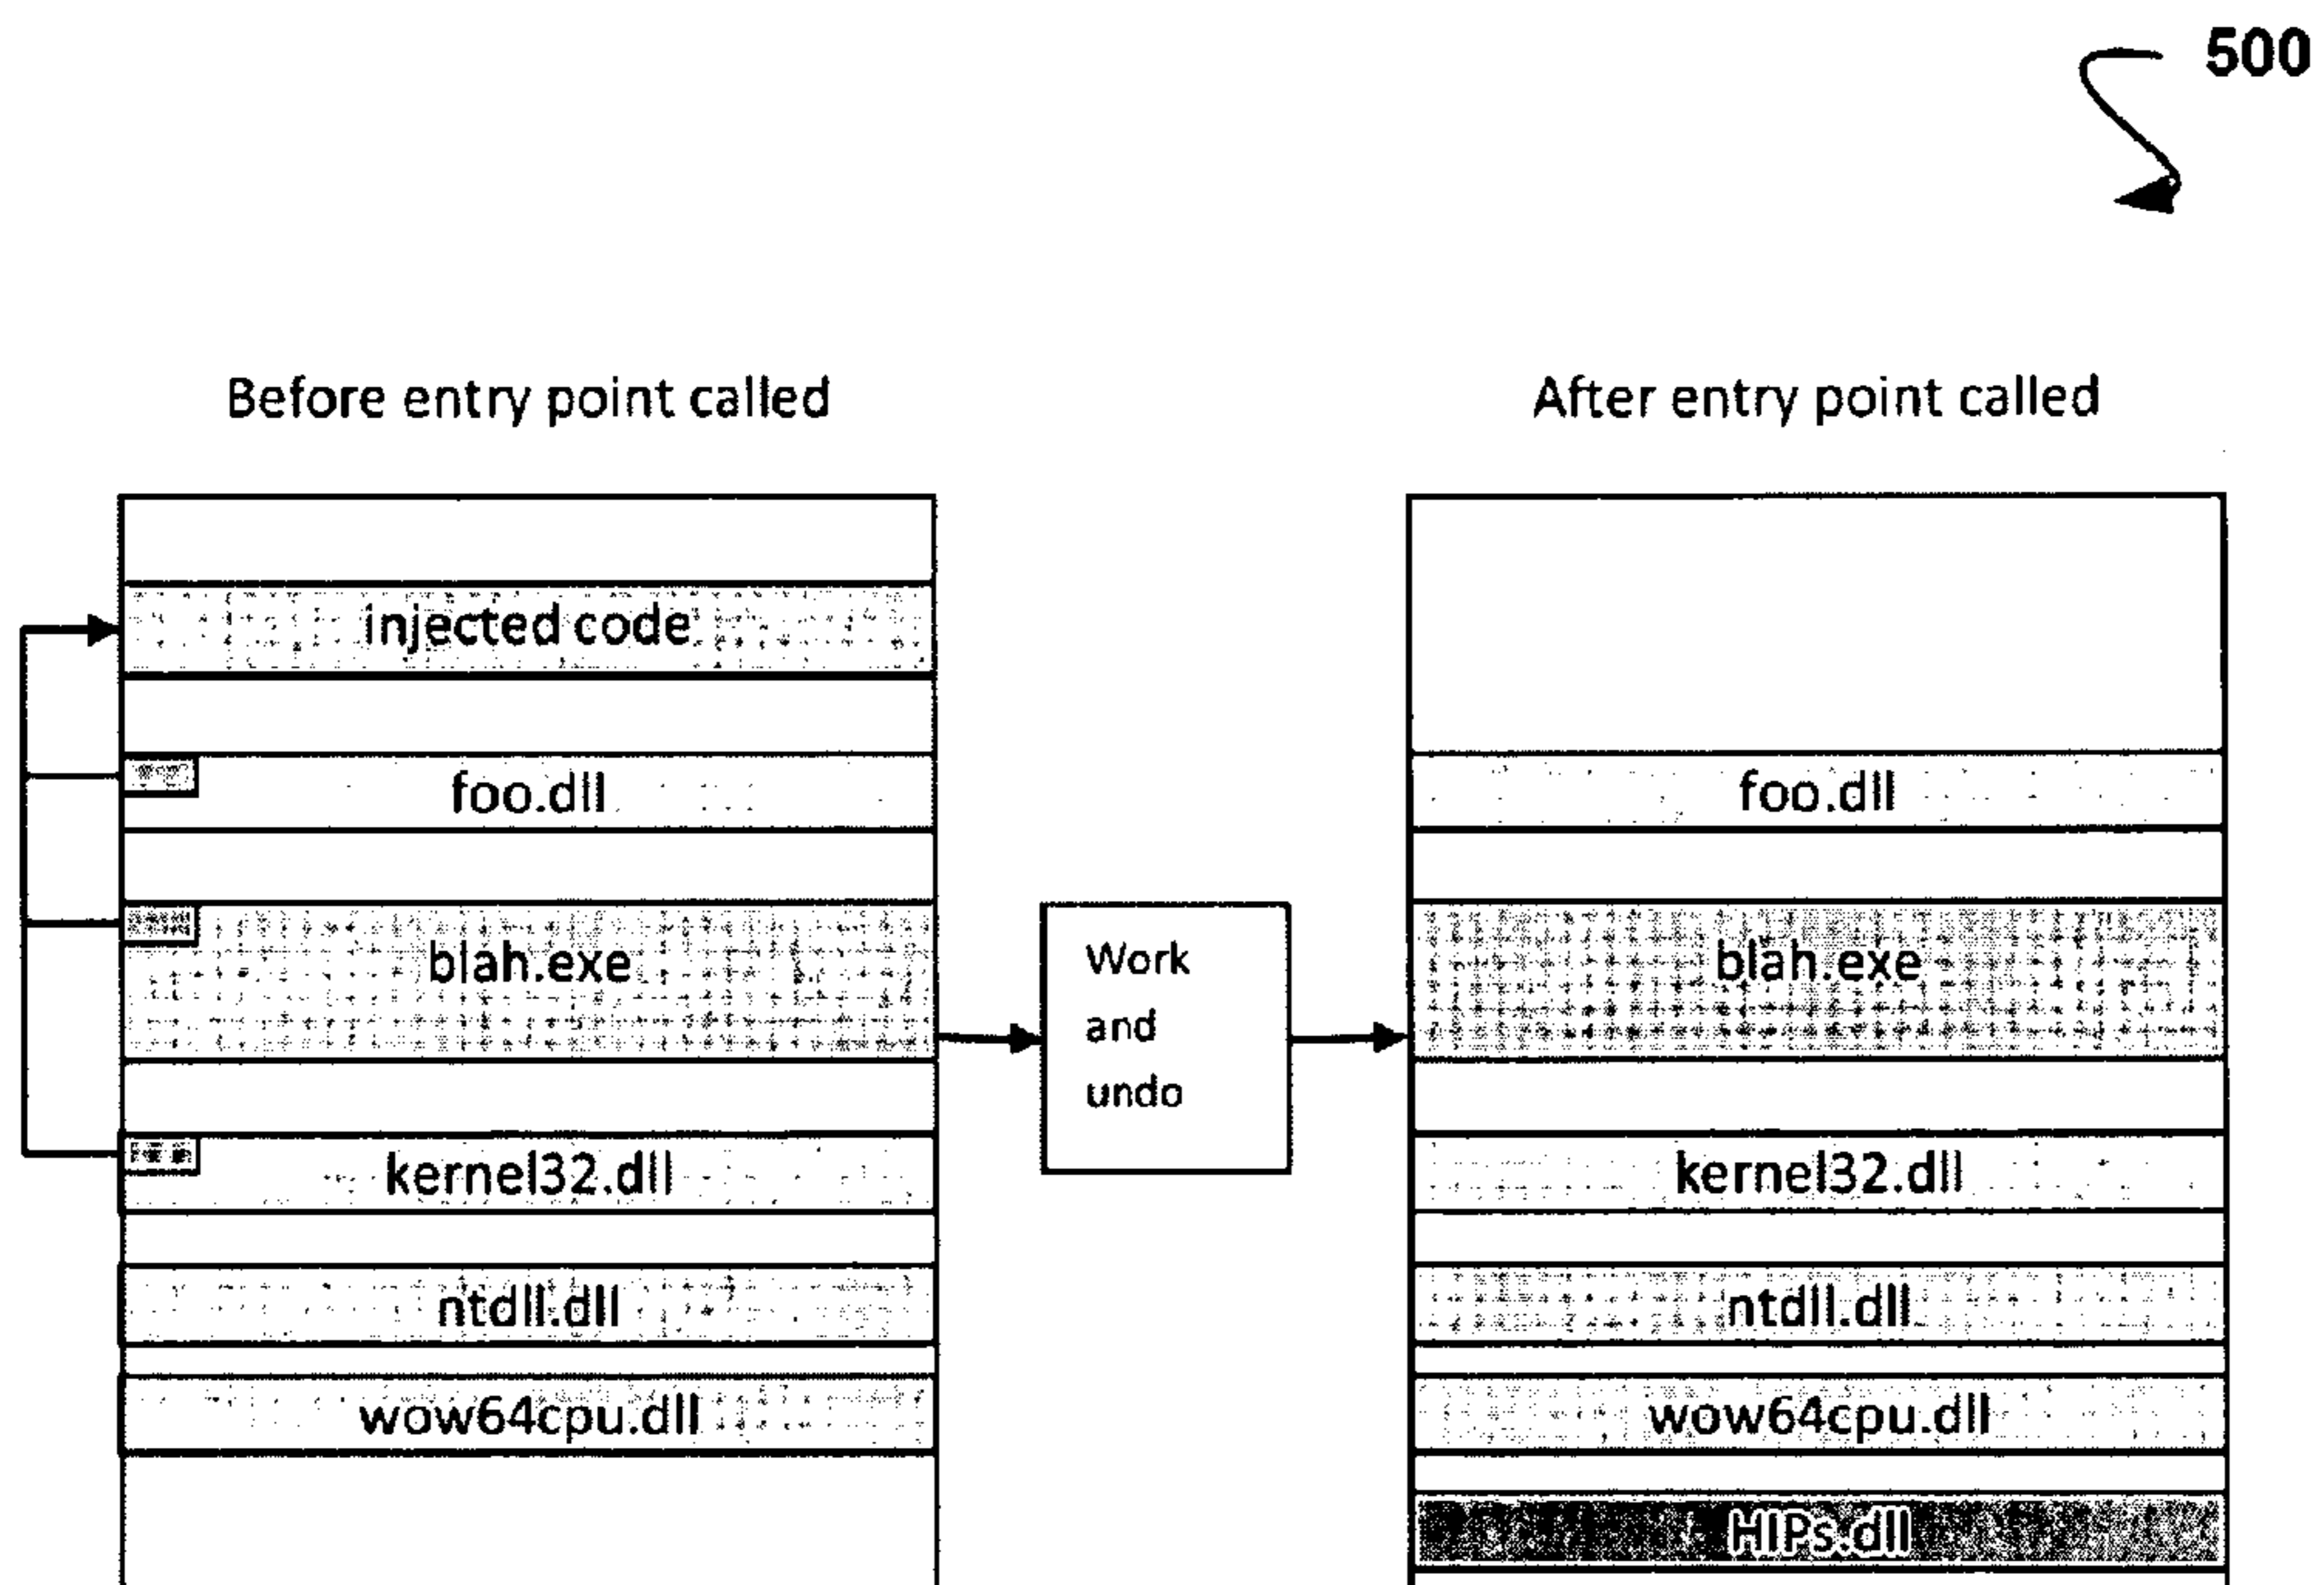 500
Before entry point called
After entry point called
injected code
foo.dll
blah.exe
kernel32.dll
ntdll.dll
wow64cpu.dll
Work
and
undo
foo.dll
blah.exe
kernel32.dll
ntdll.dll
wow64cpu.dll
HIPs.dll